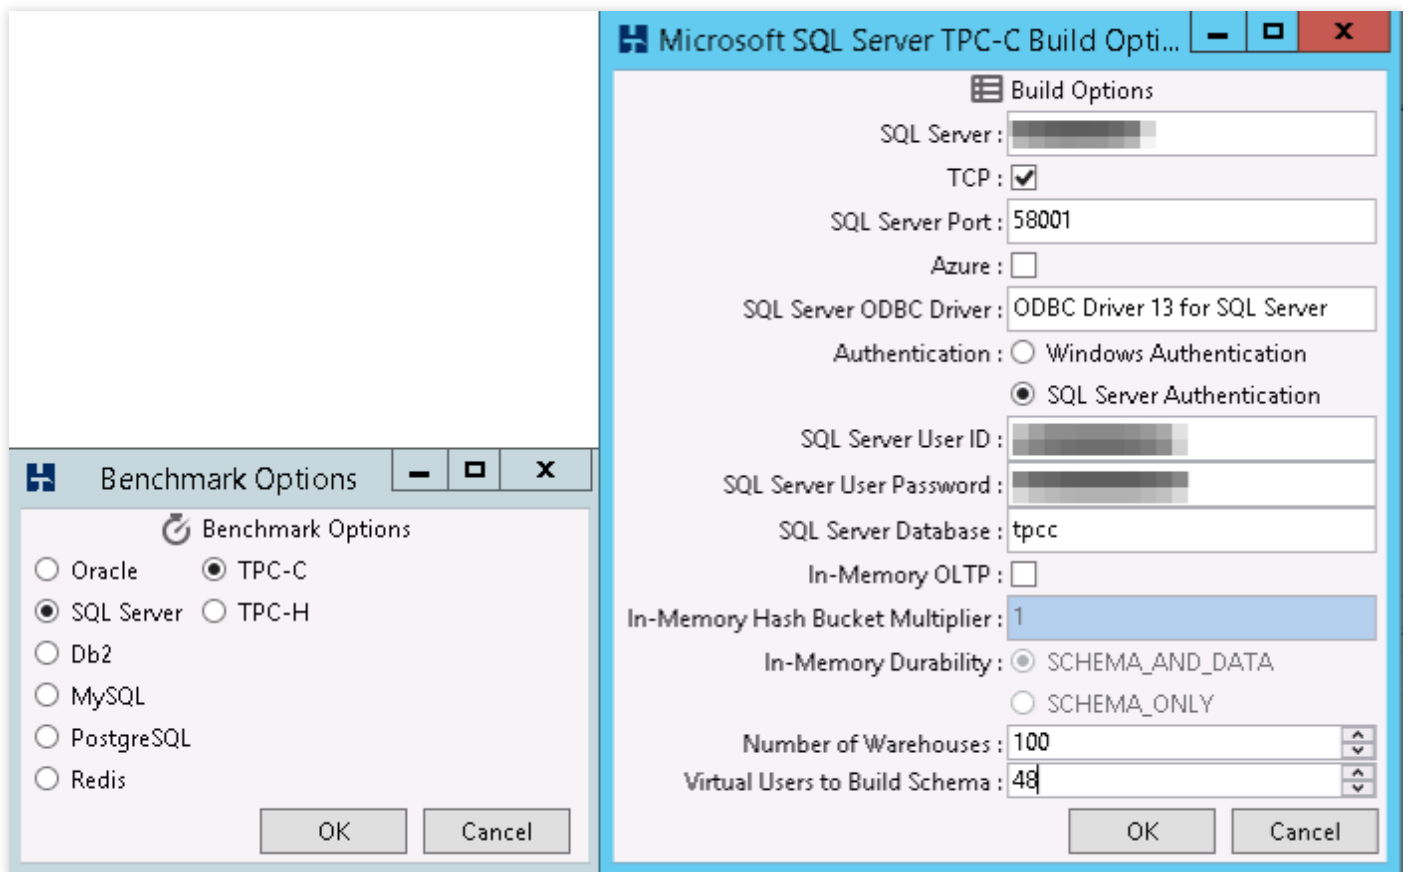 Microsoft SQL Server TPC-C Build Opti...
Build Options
SQL Server :
TCP :
SQL Server Port : 58001
Azure :
SQL Server ODBC Driver : ODBC Driver 13 for SQL Server
Authentication : Windows Authentication
SQL Server Authentication
SQL Server User ID :
SQL Server User Password :
SQL Server Database : tpcc
In-Memory OLTP :
In-Memory Hash Bucket Multiplier : 1
In-Memory Durability : SCHEMA_AND_DATA
SCHEMA_ONLY
Number of Warehouses : 100
Virtual Users to Build Schema : 48
OK Cancel
Benchmark Options
Benchmark Options
Oracle TPC-C
SQL Server TPC-H
Db2
MySQL
PostgreSQL
Redis
OK Cancel